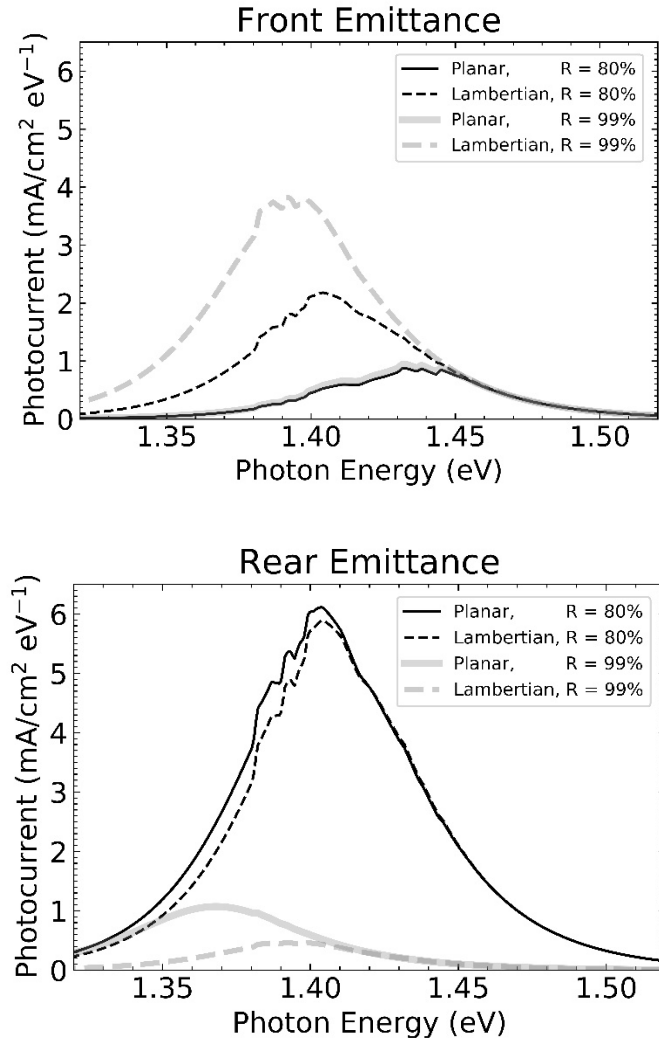 Front Emittance
Photocurrent (mA/cm² eV⁻¹)
6
5
4
3
2
1
0
Planar, R = 80%
Lambertian, R = 80%
Planar, R = 99%
Lambertian, R = 99%
1.35 1.40 1.45 1.50
Photon Energy (eV)
Rear Emittance
Photocurrent (mA/cm² eV⁻¹)
6
5
4
3
2
1
0
Planar, R = 80%
Lambertian, R = 80%
Planar, R = 99%
Lambertian, R = 99%
1.35 1.40 1.45 1.50
Photon Energy (eV)